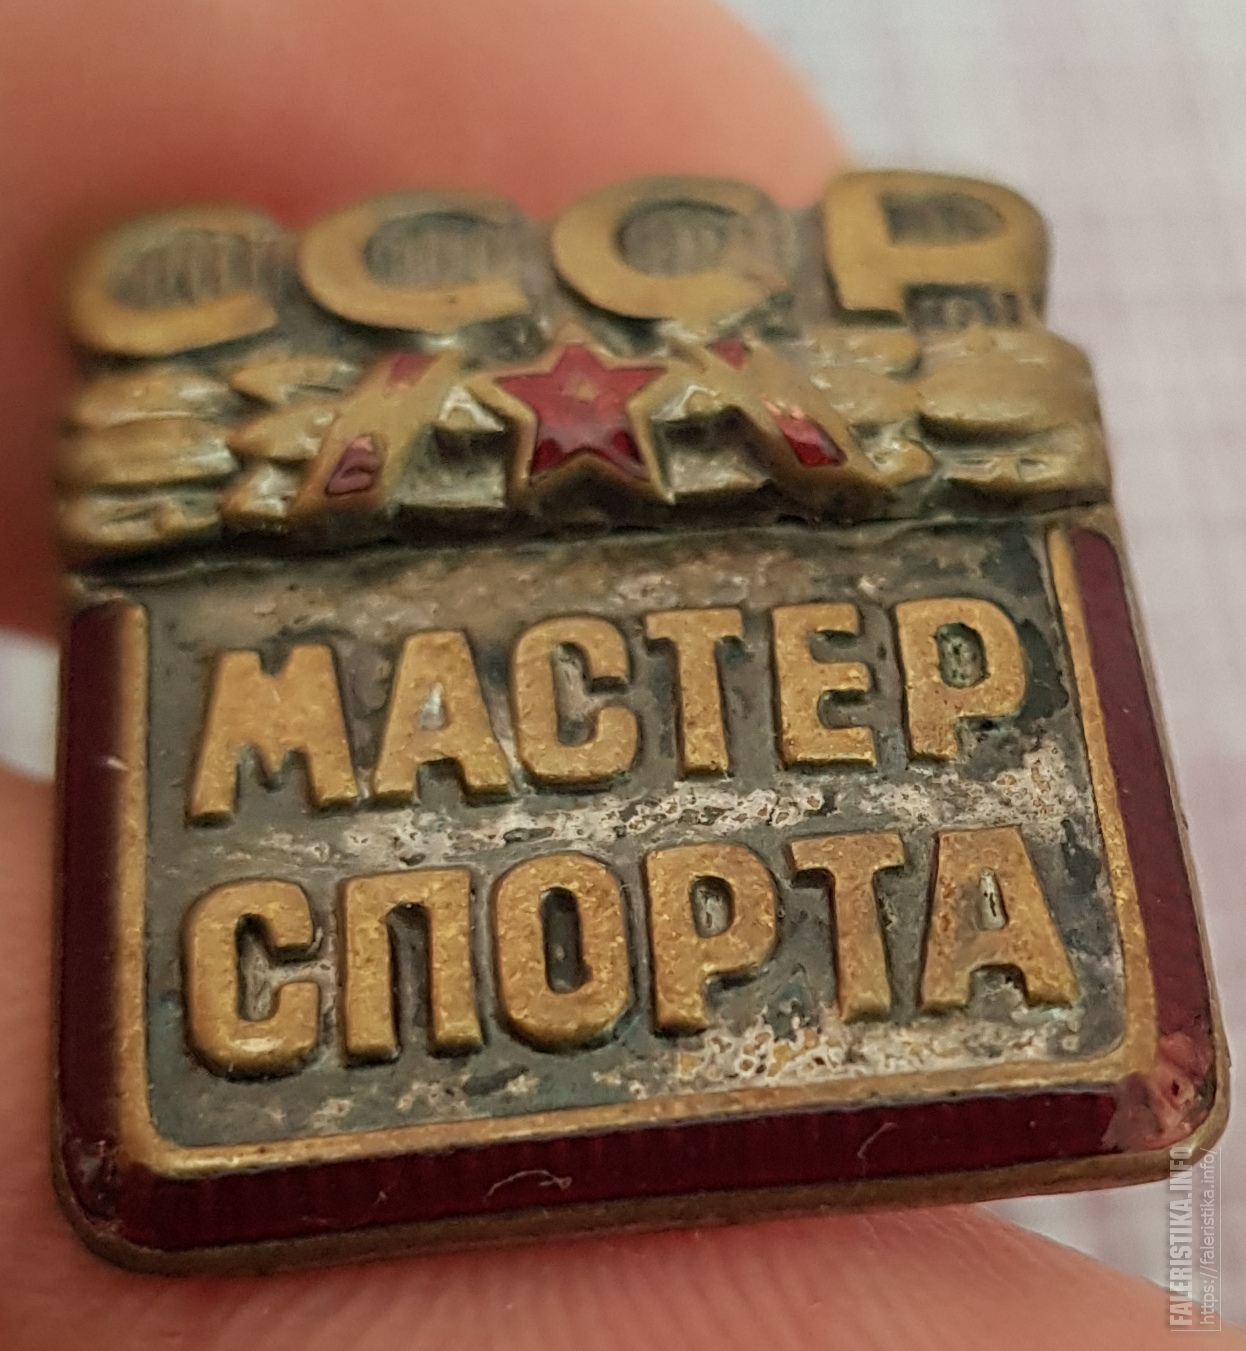 СССР
МАСТЕР
СПОРТА
FALERISTIKA.INFO
https://faleristika.info/